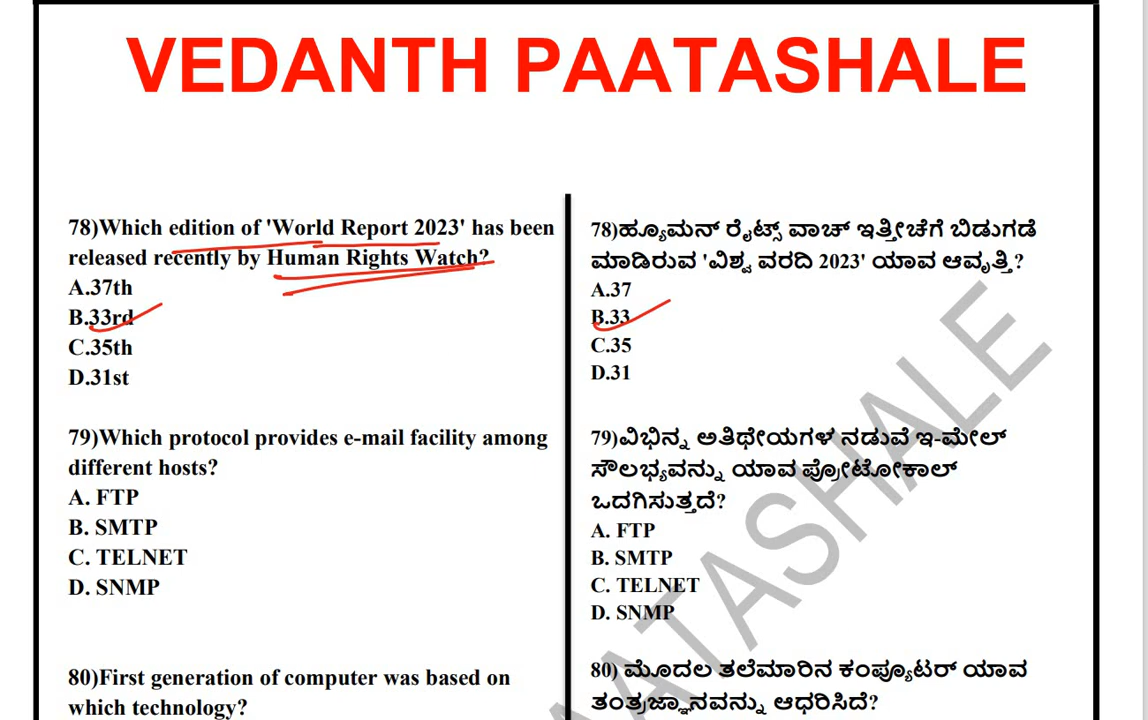 VEDANTH PAATASHALE
78)Which edition of 'World Report 2023' has been
released recently by Human Rights Watch?
A.37th
B.33rd
C.35th
D.31st
79)Which protocol provides e-mail facility among
different hosts?
A. FTP
B. SMTP
C. TELNET
D. SNMP
80)First generation of computer was based on
which technology?
78)ಹ್ಯೂಮನ್ ರೈಟ್ಸ್ ವಾಚ್ ಇತ್ತೀಚೆಗೆ ಬಿಡುಗಡೆ
ಮಾಡಿರುವ 'ವಿಶ್ವ ವರದಿ 2023' ಯಾವ ಆವೃತ್ತಿ?
A.37
B.33
C.35
D.31
79)ವಿಭಿನ್ನ ಅತಿಥೇಯಗಳ ನಡುವೆ ಇ-ಮೇಲ್
ಸೌಲಭ್ಯವನ್ನು ಯಾವ ಪ್ರೋಟೋಕಾಲ್
ಒದಗಿಸುತ್ತದೆ?
A. FTP
B. SMTP
C. TELNET
D. SNMP
80) ಮೊದಲ ತಲೆಮಾರಿನ ಕಂಪ್ಯೂಟರ್ ಯಾವ
ತಂತ್ರಜ್ಞಾನವನ್ನು ಆಧರಿಸಿದೆ?
AATASHALE